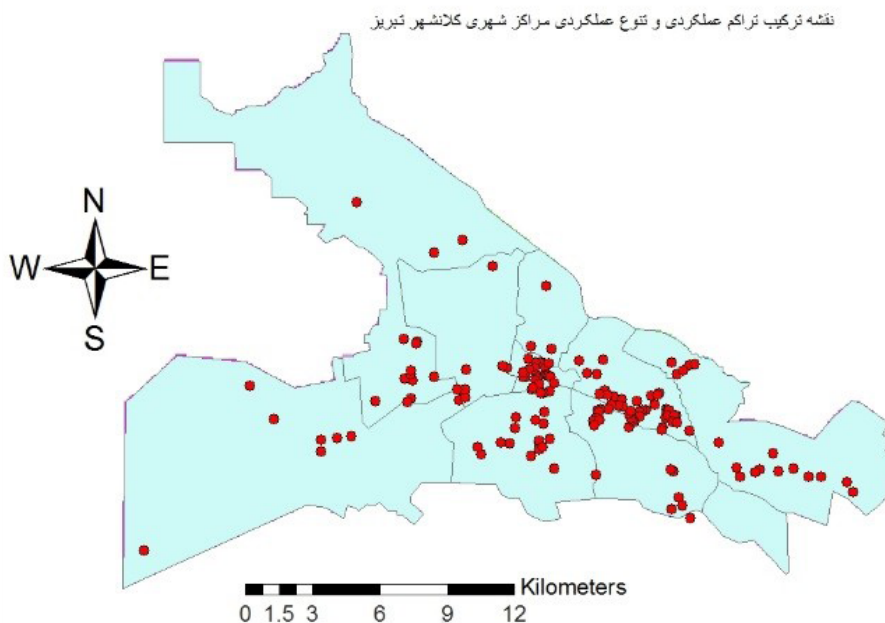 نقشه ترکیب تراکم عملکردی و تنوع عملکردی مراکز شهری کلانشهر تبریز
N
W E
S
Kilometers
0 1.5 3 6 9 12